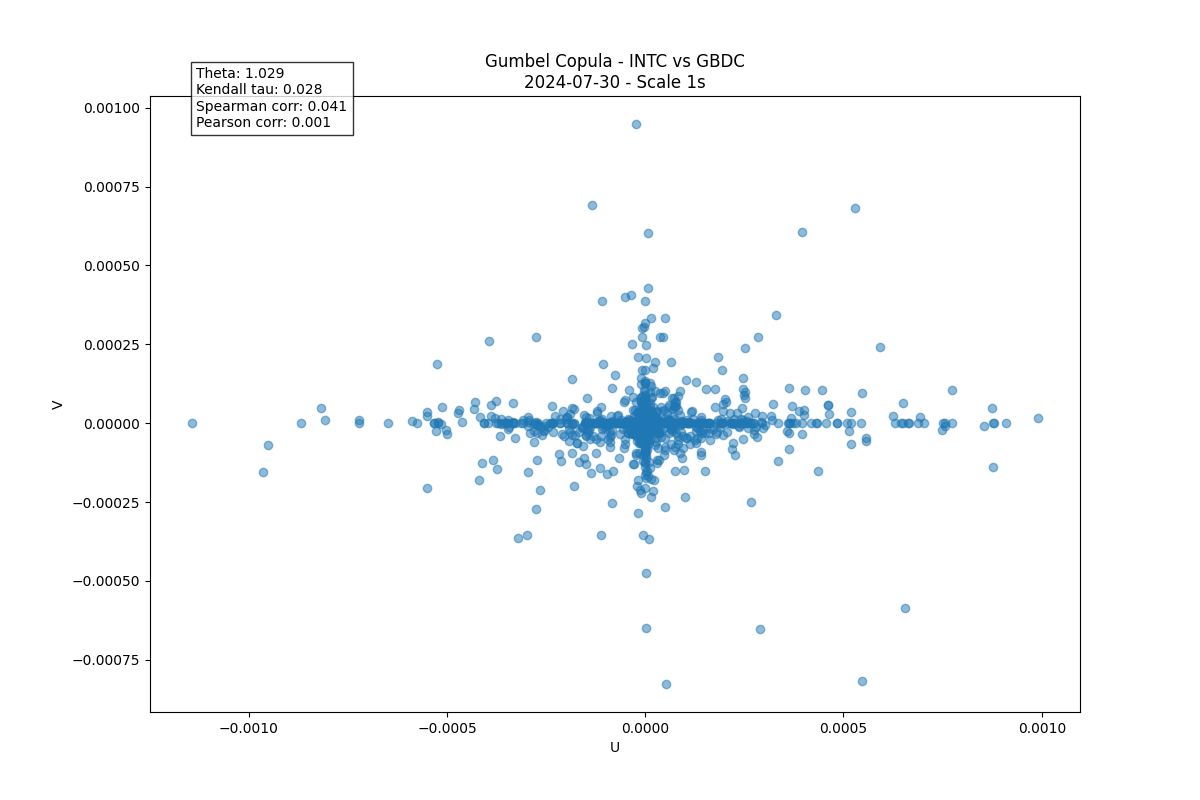 Gumbel Copula - INTC vs GBDC
2024-07-30 - Scale 1s
Theta: 1.029
Kendall tau: 0.028
Spearman corr: 0.041
Pearson corr: 0.001
0.00100
0.00075
0.00050
0.00025
0.00000
−0.00025
−0.00050
−0.00075
V
−0.0010
−0.0005
0.0000
0.0005
0.0010
U